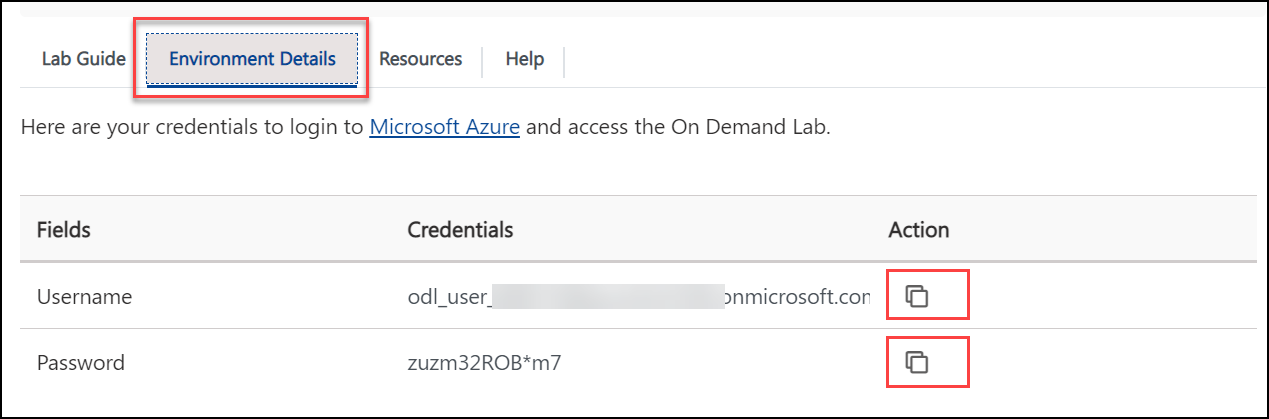 Lab Guide Environment Details Resources Help
Here are your credentials to login to Microsoft Azure and access the On Demand Lab.
Fields Credentials Action
Username odl_user_ onmicrosoft.com
Password zuzm32ROB*m7